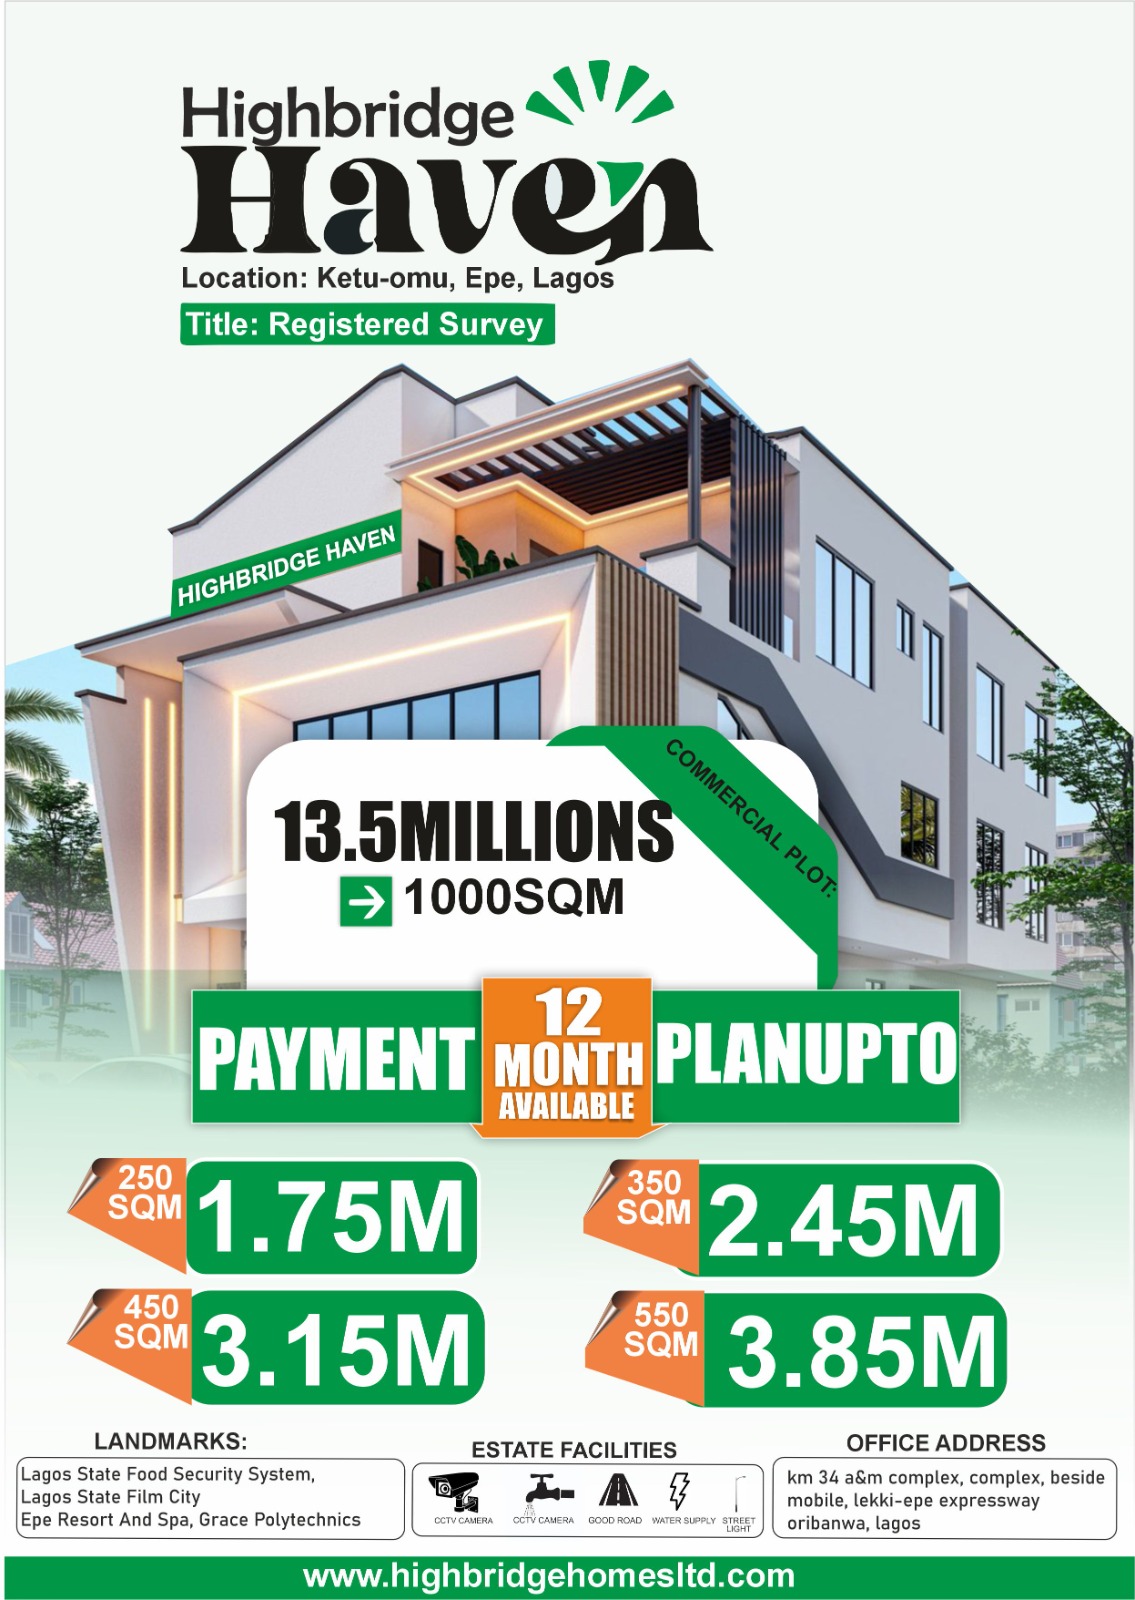 Highbridge
Haven
Location: Ketu-omu, Epe, Lagos
Title: Registered Survey
HIGHBRIDGE HAVEN
COMMERCIAL PLOT:
13.5MILLIONS
1000SQM
PAYMENT
12
MONTH
AVAILABLE
PLANUPTO
250
SQM
1.75M
350
SQM
2.45M
450
SQM
3.15M
550
SQM
3.85M
LANDMARKS:
Lagos State Food Security System,
Lagos State Film City
Epe Resort And Spa, Grace Polytechnics
ESTATE FACILITIES
CCTV CAMERA
CCTV CAMERA
GOOD ROAD
WATER SUPPLY
STREET
LIGHT
OFFICE ADDRESS
km 34 a&m complex, complex, beside
mobile, lekki-epe expressway
oribanwa, lagos
www.highbridgehomesltd.com